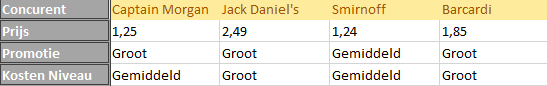 Concurent Captain Morgan Jack Daniel's Smirnoff Barcardi
Prijs 1,25 2,49 1,24 1,85
Promotie Groot Groot Gemiddeld Groot
Kosten Niveau Gemiddeld Groot Gemiddeld Groot